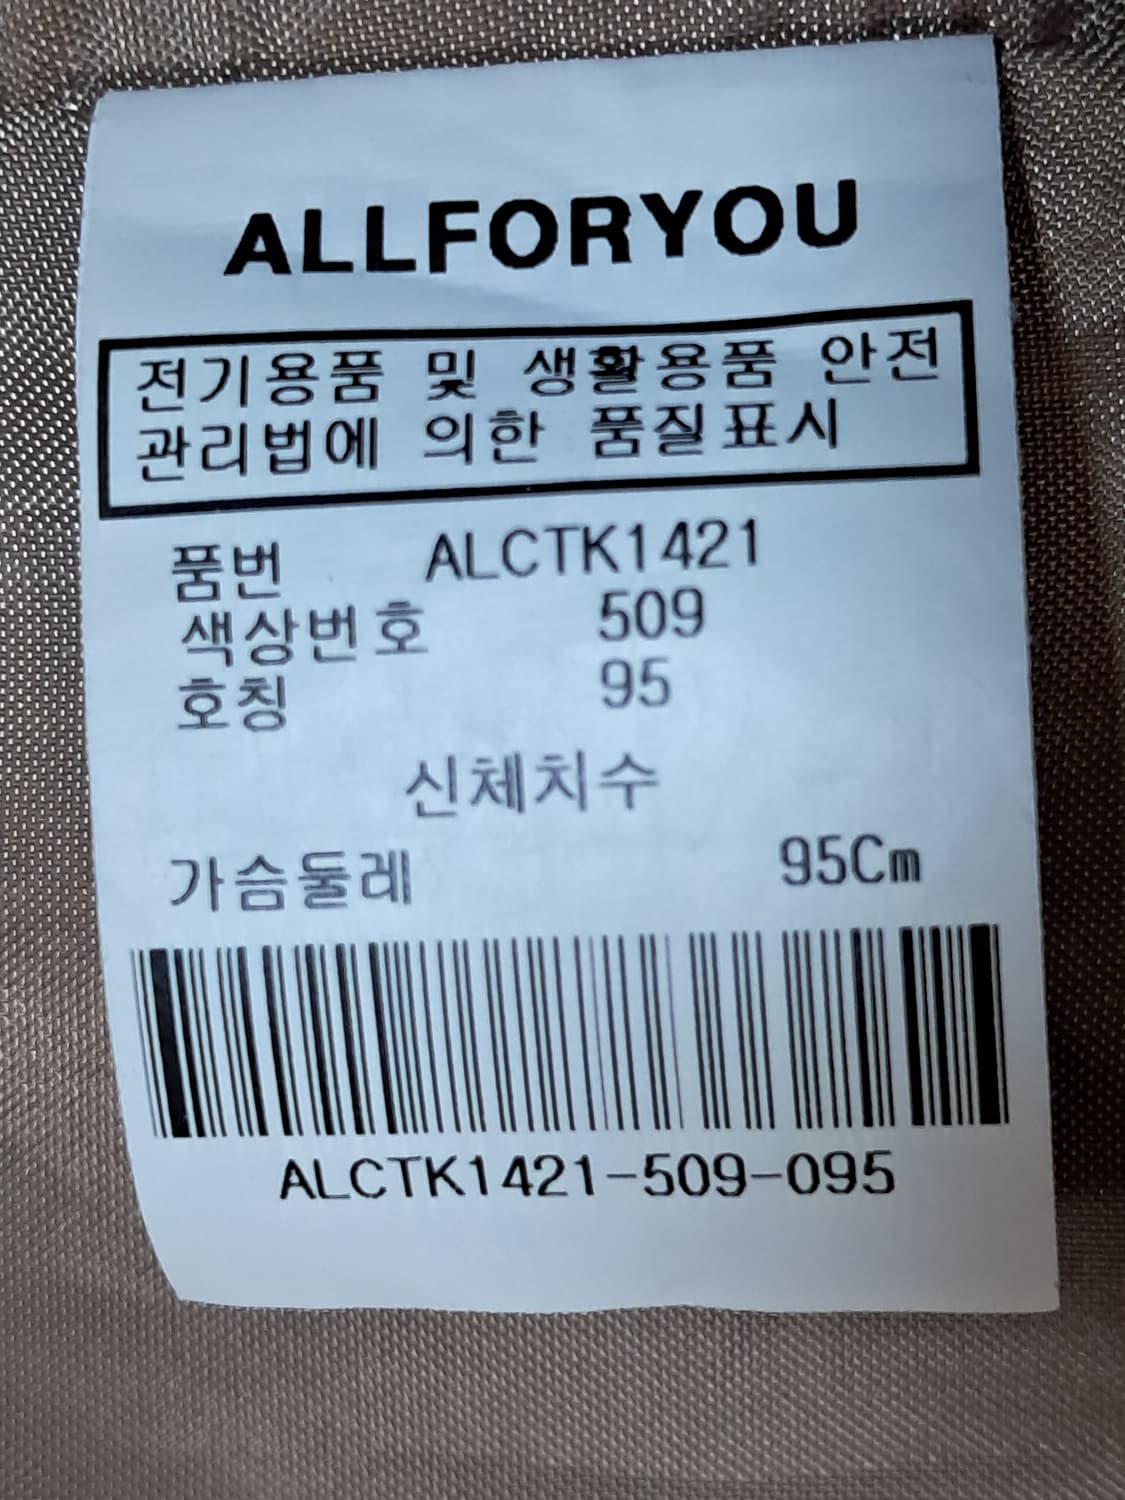 ALLFORYOU
전기용품 및 생활용품 안전
관리법에 의한 품질표시
품번 ALCTK1421
색상번호 509
호칭 95
신체치수
가슴둘레 95Cm
ALCTK1421-509-095